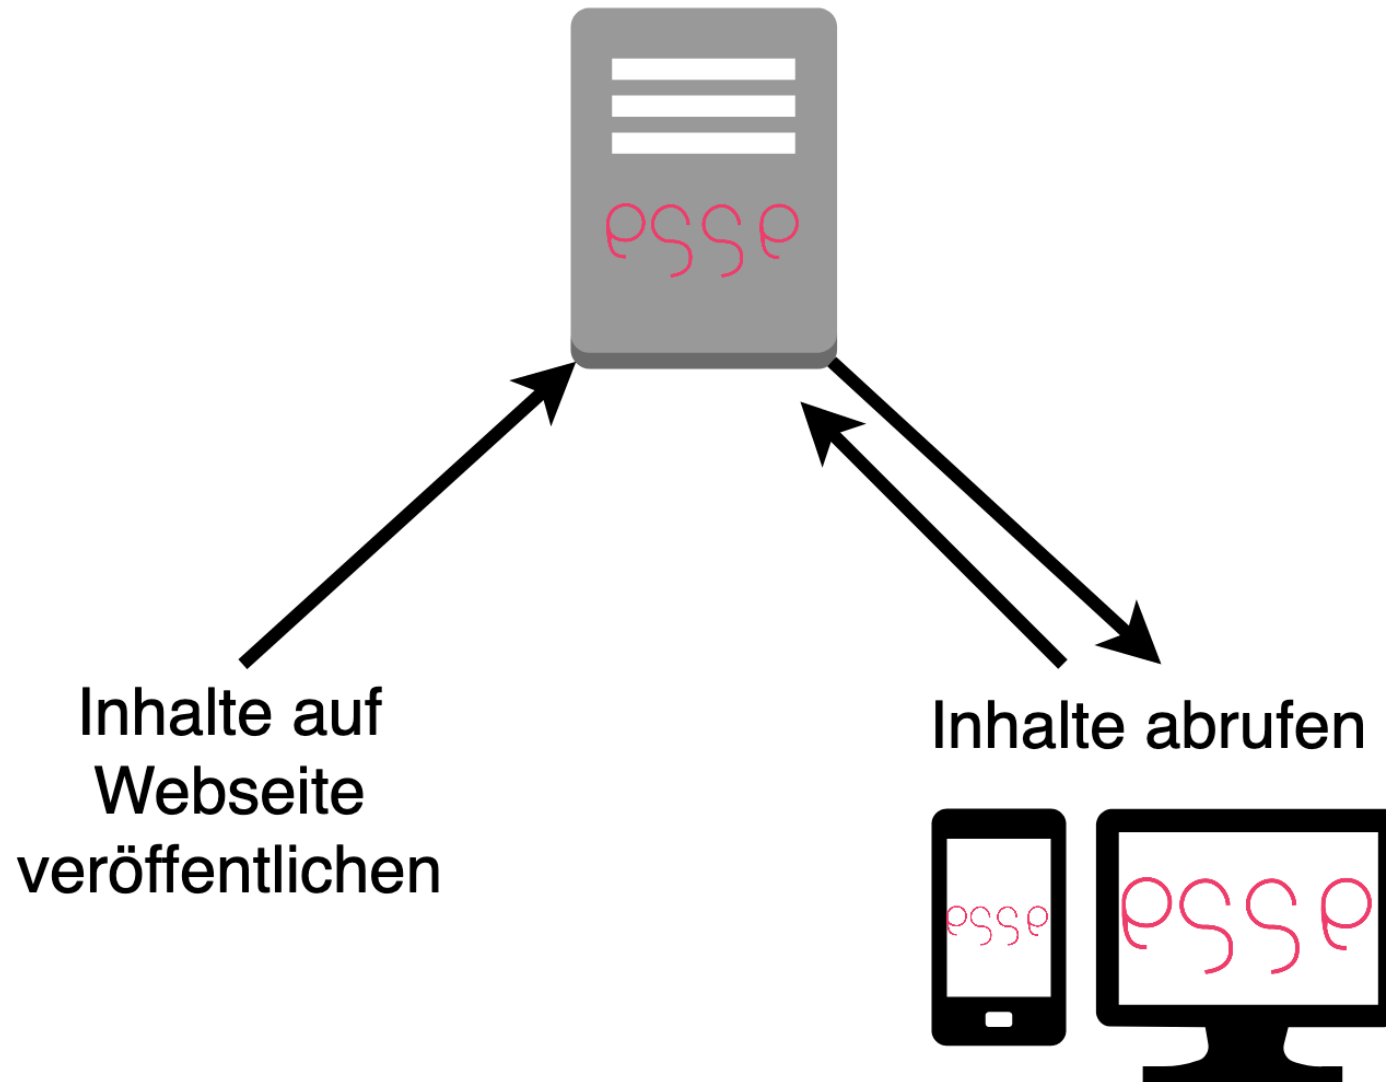 esse
Inhalte auf
Webseite
veröffentlichen
Inhalte abrufen
esse
esse